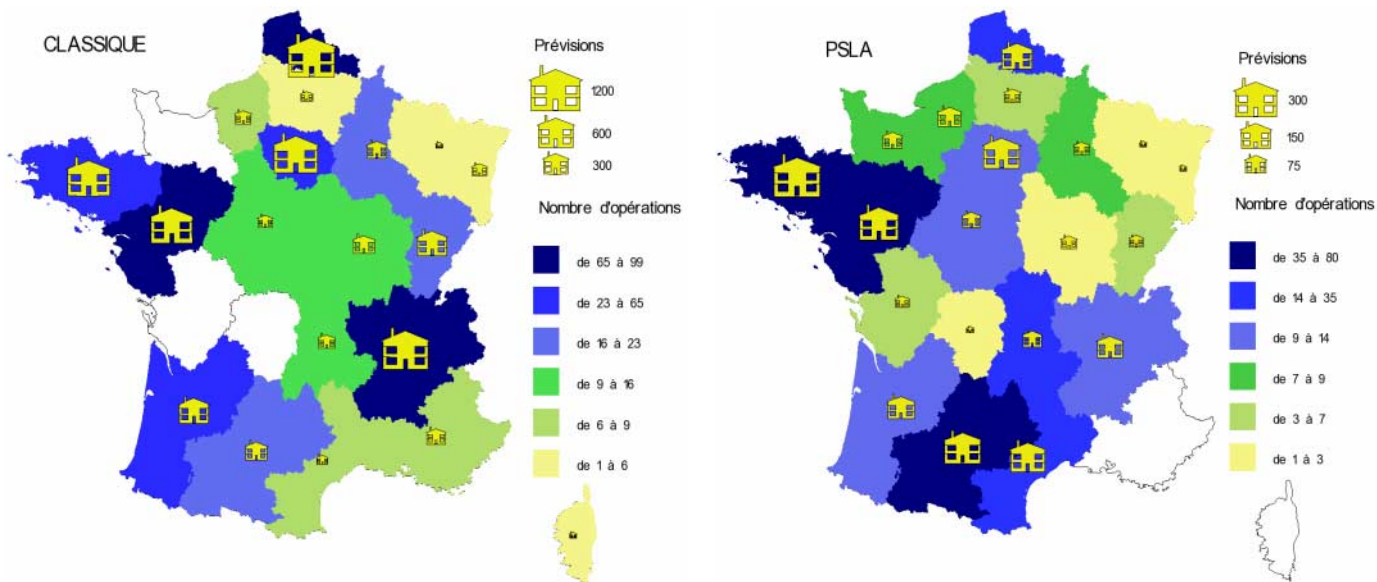 CLASSIQUE
Prévisions
1200
600
300
Nombre d'opérations
de 65 à 99
de 23 à 65
de 16 à 23
de 9 à 16
de 6 à 9
de 1 à 6
PSLA
Prévisions
300
150
75
Nombre d'opérations
de 35 à 80
de 14 à 35
de 9 à 14
de 7 à 9
de 3 à 7
de 1 à 3